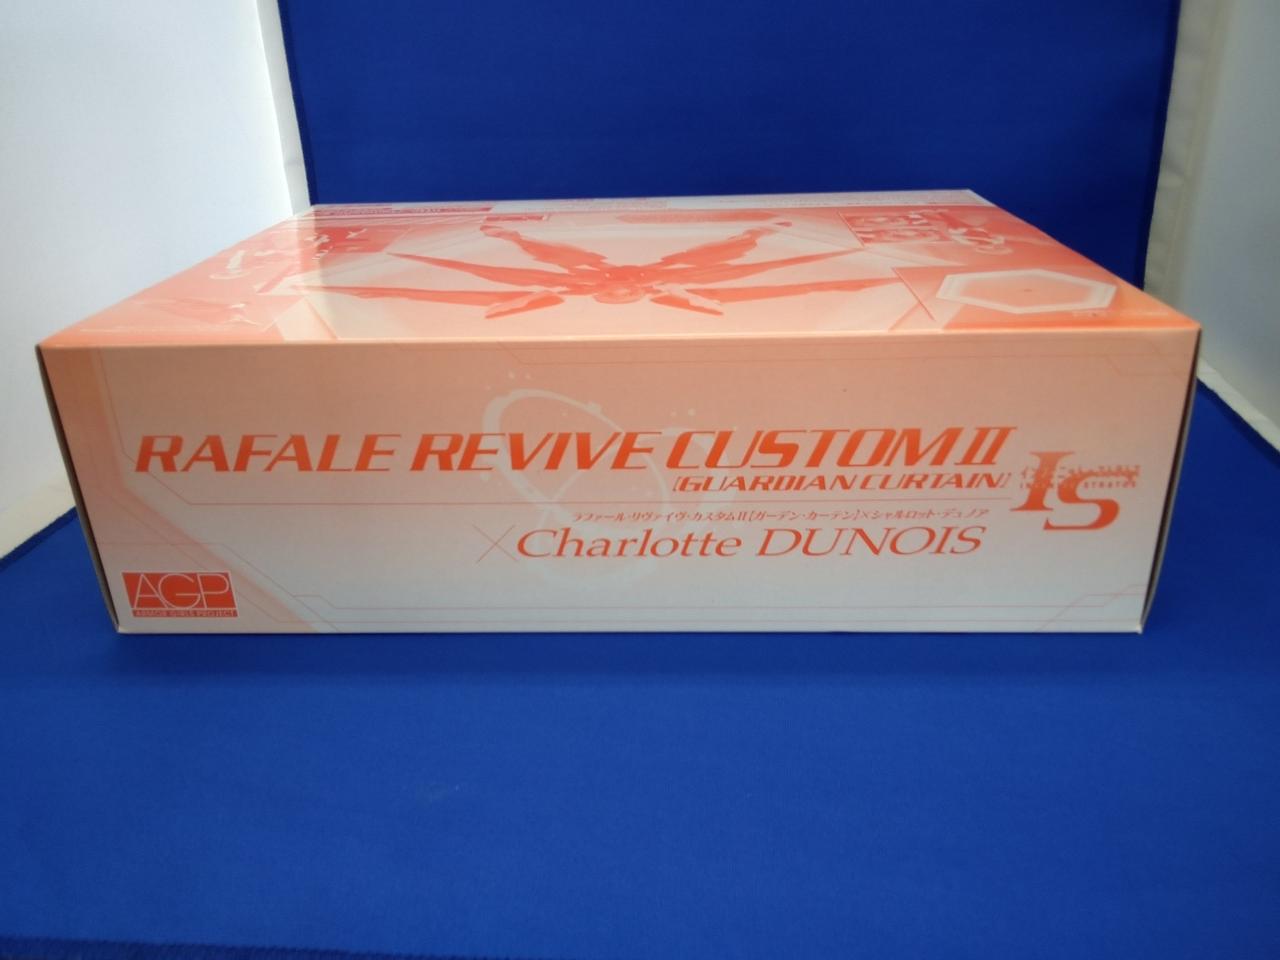 RAFALE REVIVE CUSTOM II
[GUARDIAN CURTAIN]
ラファール・リヴァイヴ・カスタムII[ガーデン・カーテン]×シャルロット・デュノア
×Charlotte DUNOIS
IS
AGP
ARMOR GIRLS PROJECT